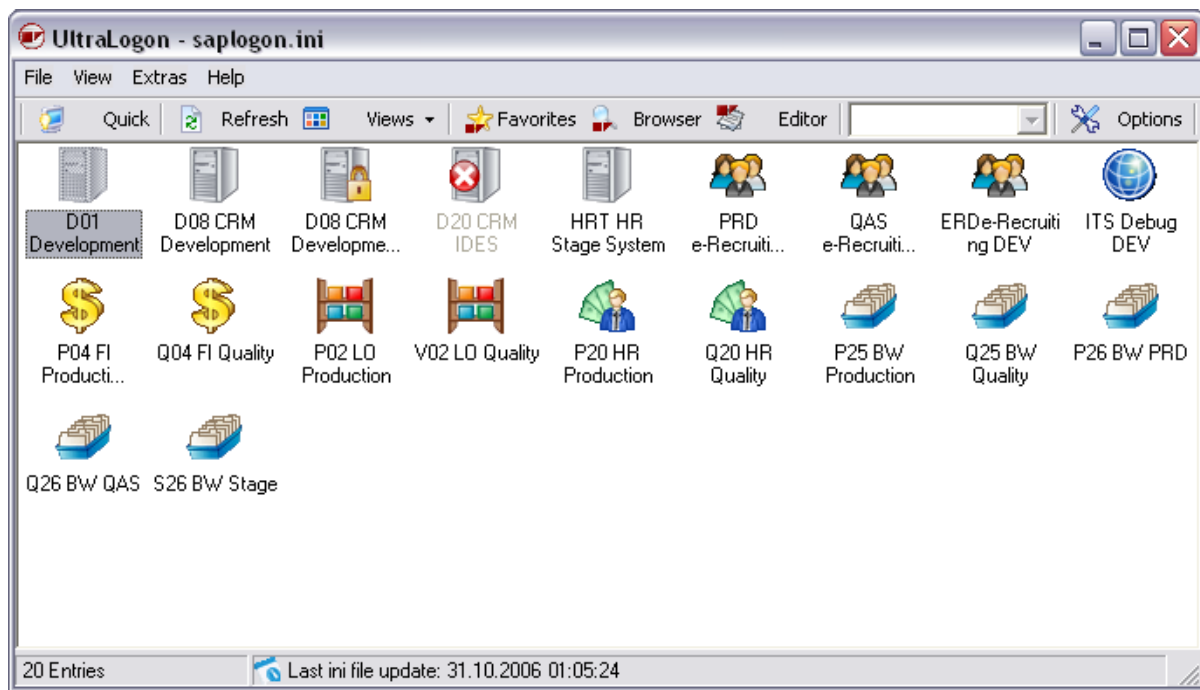 UltraLogon - saplogon.ini
File View Extras Help
Quick Refresh Views Favorites Browser Editor Options
D01 D08 CRM D08 CRM D20 CRM HRT HR PRD QAS ERDe-Recruiti ITS Debug
Development Development Developme... IDES Stage System e-Recruiti... e-Recruiti... ng DEV DEV
P04 FI Q04 FI Quality P02 LO V02 LO Quality P20 HR Q20 HR P25 BW Q25 BW P26 BW PRD
Producti... Production Production Quality Production Quality
Q26 BW QAS S26 BW Stage
20 Entries Last ini file update: 31.10.2006 01:05:24